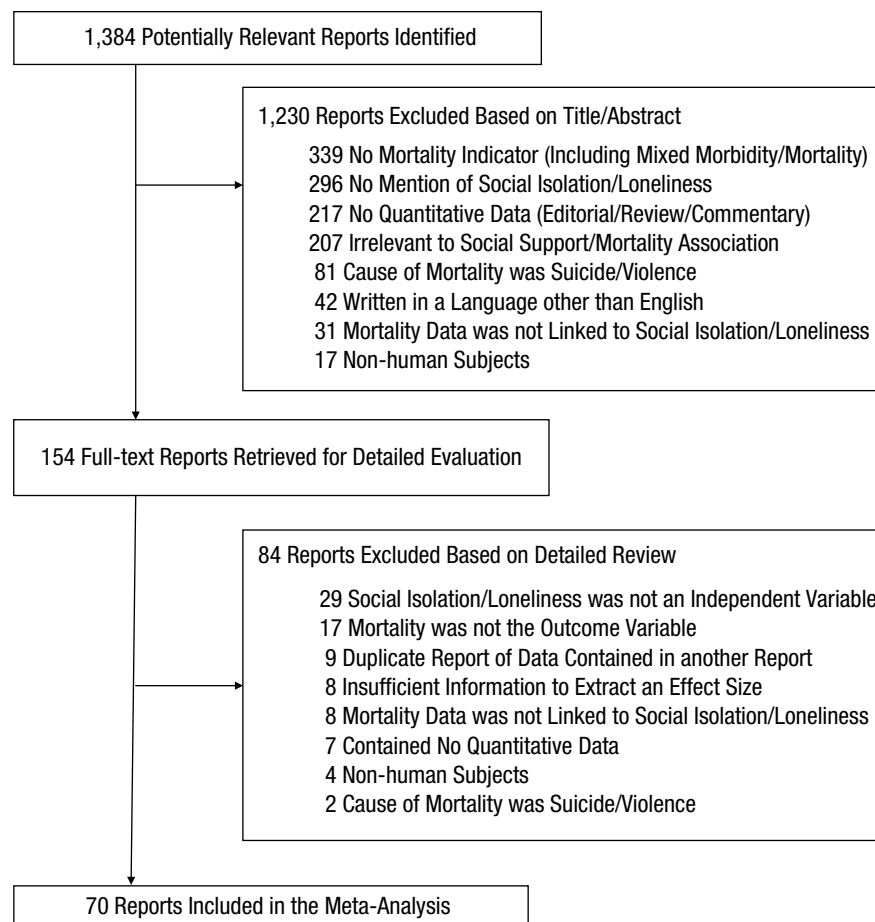 1,384 Potentially Relevant Reports Identified
1,230 Reports Excluded Based on Title/Abstract
339 No Mortality Indicator (Including Mixed Morbidity/Mortality)
296 No Mention of Social Isolation/Loneliness
217 No Quantitative Data (Editorial/Review/Commentary)
207 Irrelevant to Social Support/Mortality Association
81 Cause of Mortality was Suicide/Violence
42 Written in a Language other than English
31 Mortality Data was not Linked to Social Isolation/Loneliness
17 Non-human Subjects
154 Full-text Reports Retrieved for Detailed Evaluation
84 Reports Excluded Based on Detailed Review
29 Social Isolation/Loneliness was not an Independent Variable
17 Mortality was not the Outcome Variable
9 Duplicate Report of Data Contained in another Report
8 Insufficient Information to Extract an Effect Size
8 Mortality Data was not Linked to Social Isolation/Loneliness
7 Contained No Quantitative Data
4 Non-human Subjects
2 Cause of Mortality was Suicide/Violence
70 Reports Included in the Meta-Analysis